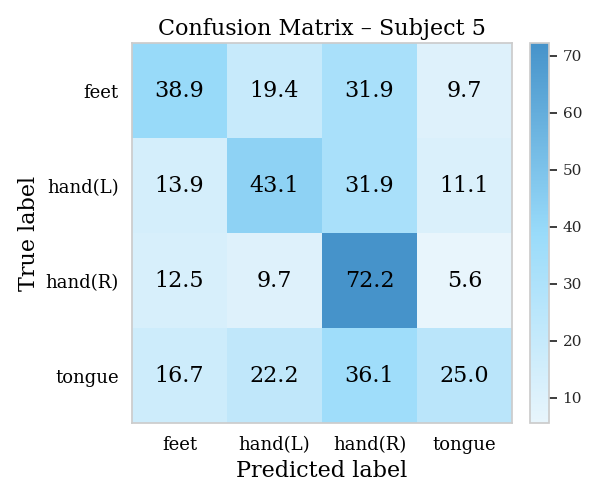 Confusion Matrix – Subject 5
feet 38.9 19.4 31.9 9.7
hand(L) 13.9 43.1 31.9 11.1
hand(R) 12.5 9.7 72.2 5.6
tongue 16.7 22.2 36.1 25.0
feet hand(L) hand(R) tongue
Predicted label
True label
70
60
50
40
30
20
10